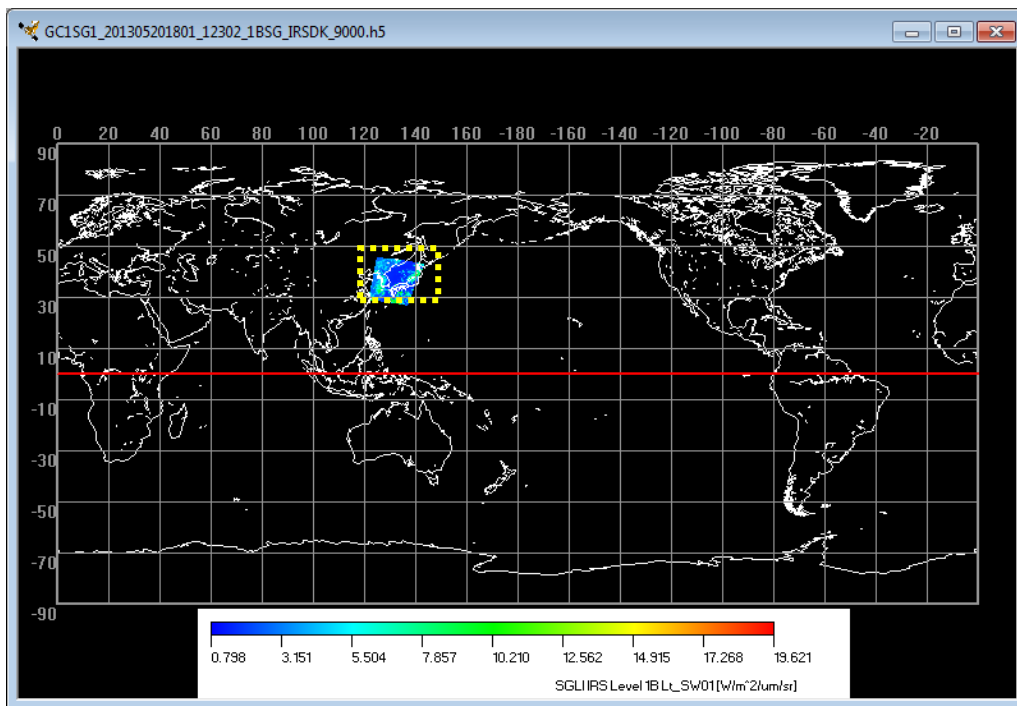 GC1SG1_201305201801_12302_1BSG_IRSDK_9000.h5
0 20 40 60 80 100 120 140 160 -180 -160 -140 -120 -100 -80 -60 -40 -20
90
70
50
30
10
-10
-30
-50
-70
-90
0.798 3.151 5.504 7.857 10.210 12.562 14.915 17.268 19.621
SGLI IRS Level 1B Lt_SW01 [W/m^2/um/sr]